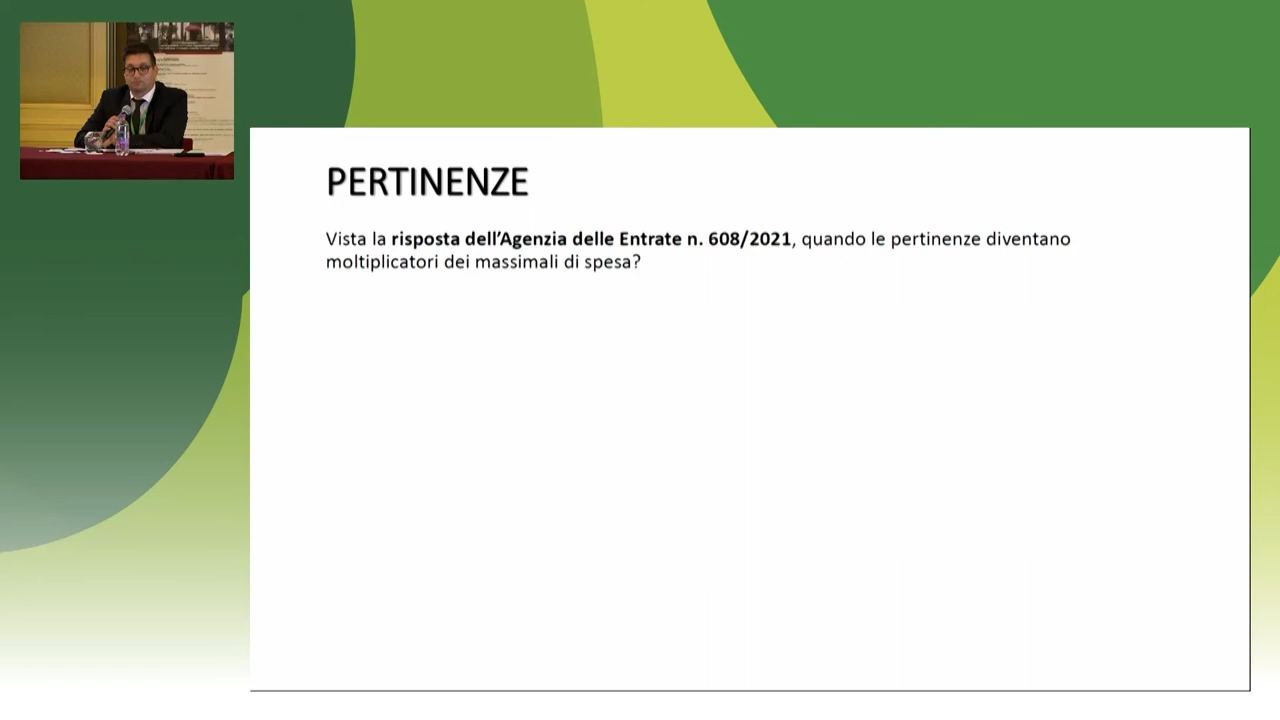 PERTINENZE
Vista la risposta dell’Agenzia delle Entrate n. 608/2021, quando le pertinenze diventano
moltiplicatori dei massimali di spesa?